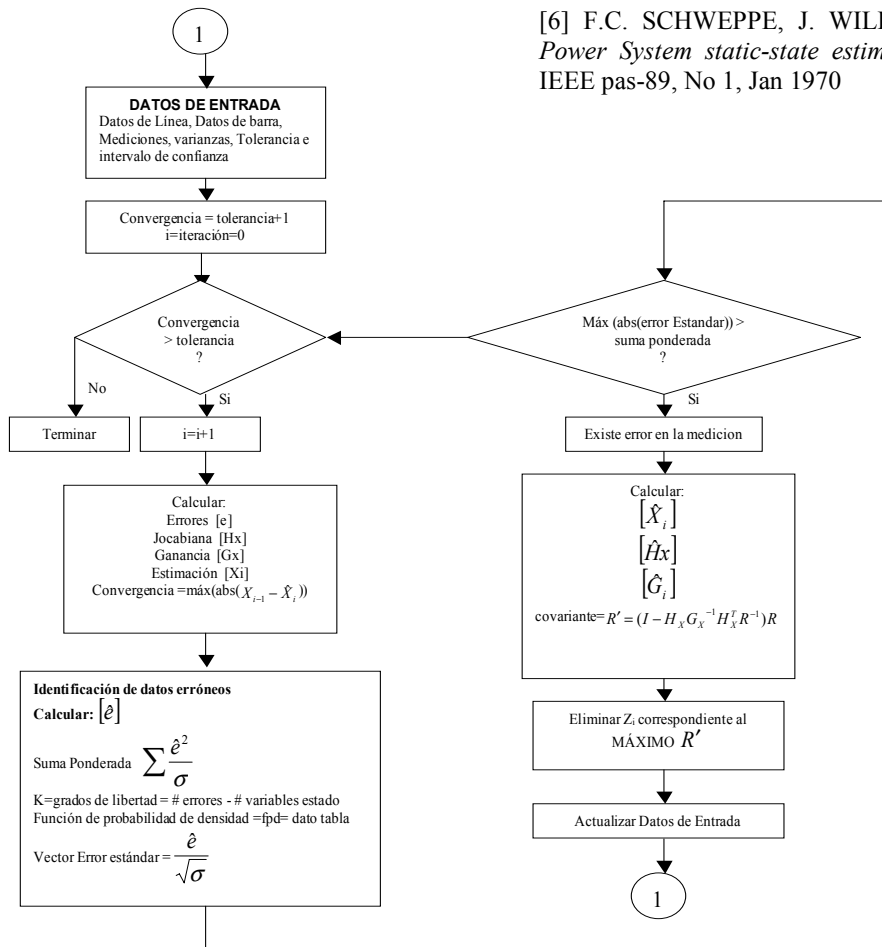 1
DATOS DE ENTRADA
Datos de Línea, Datos de barra,
Mediciones, varianzas, Tolerancia e
intervalo de confianza
Convergencia = tolerancia+1
i=iteración=0
Convergencia
> tolerancia
?
No
Si
Terminar
i=i+1
Calcular:
Errores [e]
Jocabiana [Hx]
Ganancia [Gx]
Estimación [Xi]
Convergencia =máx(abs(X_{i-1} − X̂_i))
Identificación de datos erróneos
Calcular: [ê]
Suma Ponderada ∑ ê²/σ
K=grados de libertad = # errores - # variables estado
Función de probabilidad de densidad =fpd= dato tabla
Vector Error estándar = ê/√σ
[6] F.C. SCHWEPPE, J. WILD
Power System static-state estim
IEEE pas-89, No 1, Jan 1970
Máx (abs(error Estandar)) >
suma ponderada
?
Si
Existe error en la medicion
Calcular:
[X̂_i]
[Ĥx]
[Ĝ_i]
covariante= R′ = (I − H_X G_X⁻¹ H_X^T R⁻¹)R
Eliminar Z_i correspondiente al
MÁXIMO R′
Actualizar Datos de Entrada
1